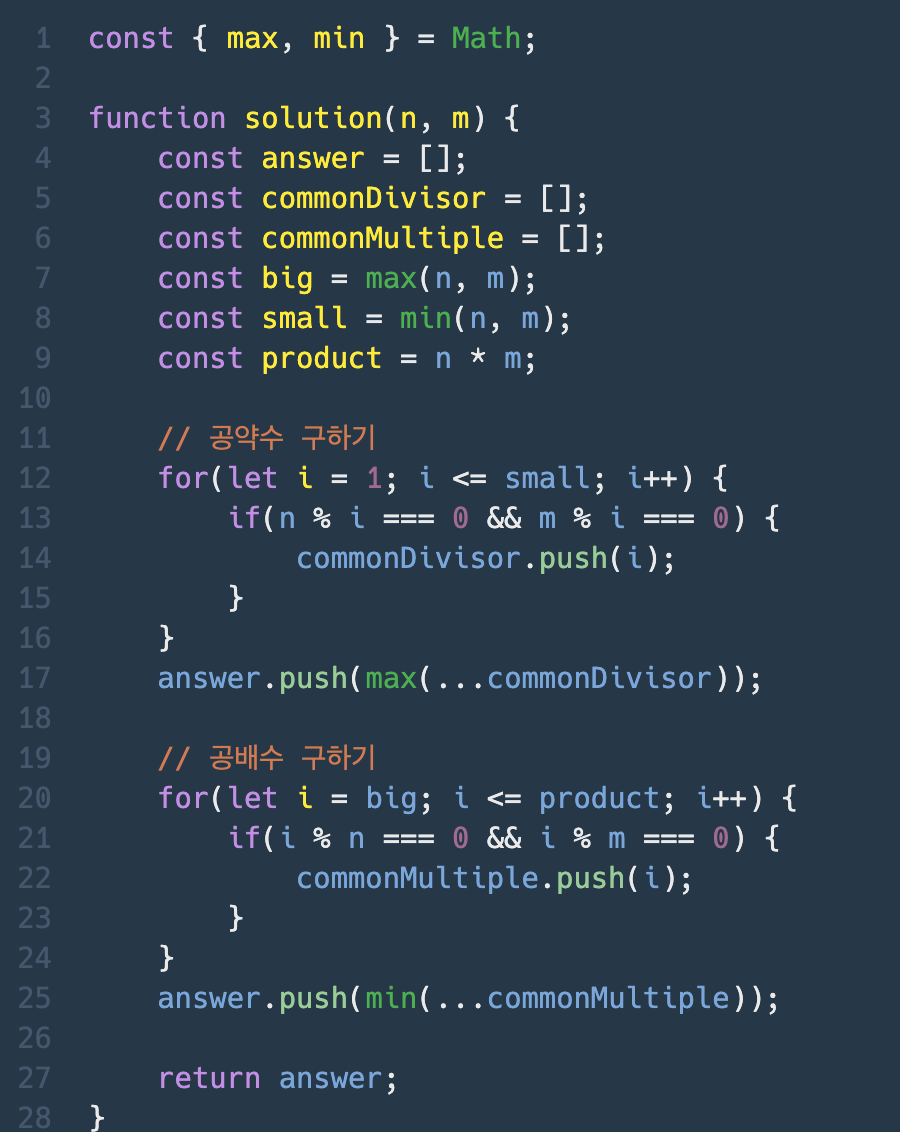 1 const { max, min } = Math;
2
3 function solution(n, m) {
4     const answer = [];
5     const commonDivisor = [];
6     const commonMultiple = [];
7     const big = max(n, m);
8     const small = min(n, m);
9     const product = n * m;
10
11     // 공약수 구하기
12     for(let i = 1; i <= small; i++) {
13         if(n % i === 0 && m % i === 0) {
14             commonDivisor.push(i);
15         }
16     }
17     answer.push(max(...commonDivisor));
18
19     // 공배수 구하기
20     for(let i = big; i <= product; i++) {
21         if(i % n === 0 && i % m === 0) {
22             commonMultiple.push(i);
23         }
24     }
25     answer.push(min(...commonMultiple));
26
27     return answer;
28 }